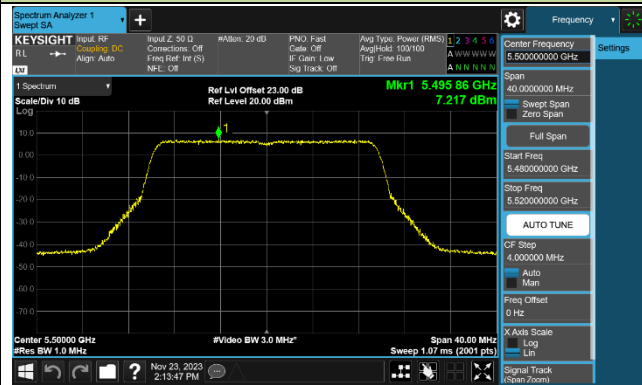 Spectrum Analyzer 1
Swept SA
+
Frequency
KEYSIGHT
RL
LXI
Input: RF
Coupling: DC
Align: Auto
Input Z: 50 Ω
Corrections: Off
Freq Ref: Int (S)
NFE: Off
#Atten: 20 dB
PNO: Fast
Gate: Off
IF Gain: Low
Sig Track: Off
Avg Type: Power (RMS)
Avg|Hold: 100/100
Trig: Free Run
1 2 3 4 5 6
A W W W W W
A N N N N N
1 Spectrum
Scale/Div 10 dB
Log
Ref Lvl Offset 23.00 dB
Ref Level 20.00 dBm
Mkr1 5.495 86 GHz
7.217 dBm
1
10.0
0.00
-10.0
-20.0
-30.0
-40.0
-50.0
-60.0
-70.0
Center 5.50000 GHz
#Res BW 1.0 MHz
#Video BW 3.0 MHz*
Span 40.00 MHz
Sweep 1.07 ms (2001 pts)
Nov 23, 2023
2:13:47 PM
Center Frequency
5.500000000 GHz
Span
40.0000000 MHz
Swept Span
Zero Span
Full Span
Start Freq
5.480000000 GHz
Stop Freq
5.520000000 GHz
AUTO TUNE
CF Step
4.000000 MHz
Auto
Man
Freq Offset
0 Hz
X Axis Scale
Log
Lin
Signal Track
(Span Zoom)
Settings